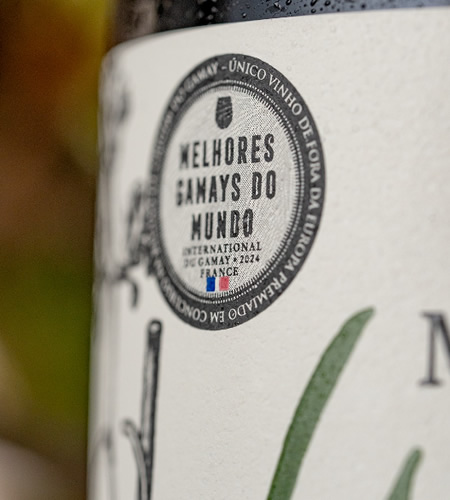 DO GAMAY - ÚNICO VINHO DE FORA DA EUROPA PREMIADO EM CONCURSO
MELHORES
GAMAYS DO
MUNDO
INTERNATIONAL
DU GAMAY • 2024
FRANCE
M